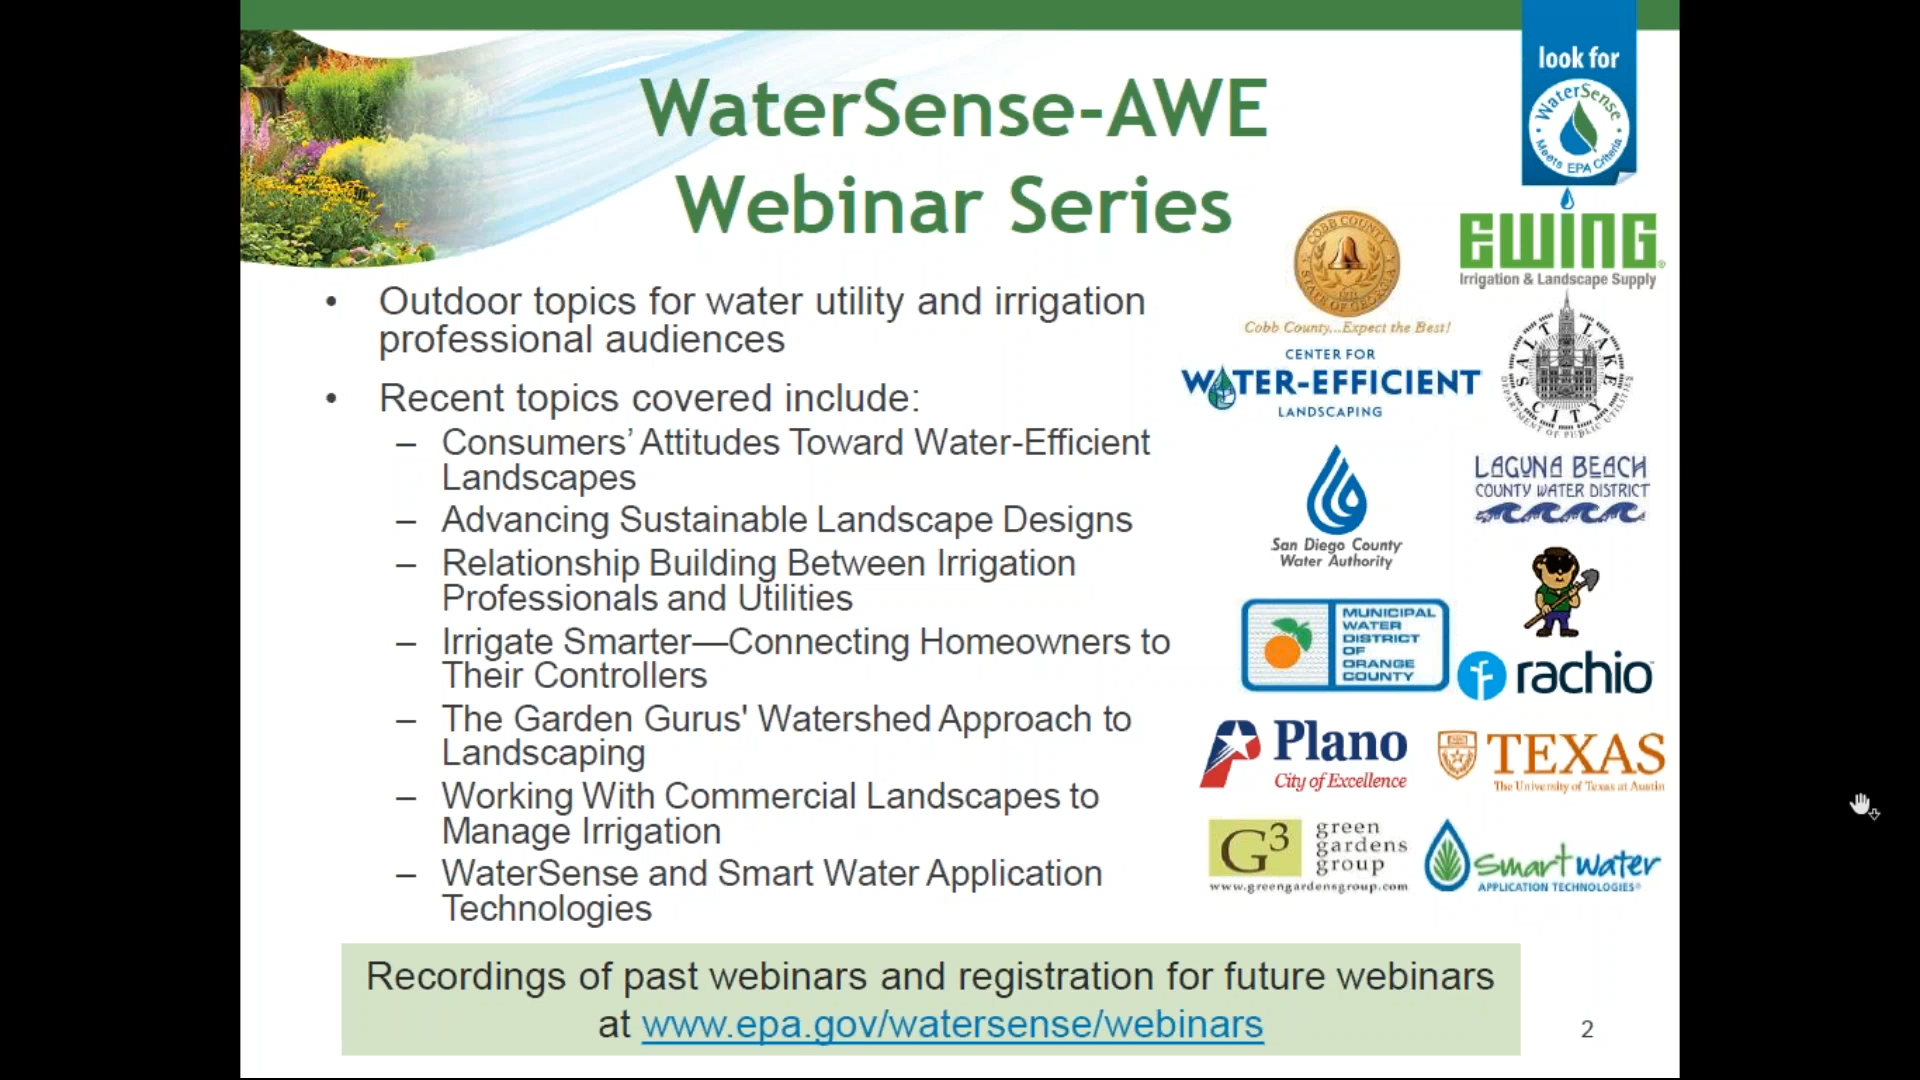 look for
WaterSense
Meets EPA Criteria
WaterSense-AWE
Webinar Series
• Outdoor topics for water utility and irrigation
professional audiences
• Recent topics covered include:
– Consumers’ Attitudes Toward Water-Efficient
Landscapes
– Advancing Sustainable Landscape Designs
– Relationship Building Between Irrigation
Professionals and Utilities
– Irrigate Smarter—Connecting Homeowners to
Their Controllers
– The Garden Gurus' Watershed Approach to
Landscaping
– Working With Commercial Landscapes to
Manage Irrigation
– WaterSense and Smart Water Application
Technologies
COBB COUNTY
STATE OF GEORGIA
Cobb County...Expect the Best!
EWING®
Irrigation & Landscape Supply
CENTER FOR
WATER-EFFICIENT
LANDSCAPING
SALT LAKE
CITY
DEPARTMENT OF PUBLIC UTILITIES
San Diego County
Water Authority
LAGUNA BEACH
COUNTY WATER DISTRICT
MUNICIPAL
WATER
DISTRICT
OF
ORANGE
COUNTY
rachio
Plano
City of Excellence
TEXAS
The University of Texas at Austin
G3
green
gardens
group
www.greengardensgroup.com
smart water
APPLICATION TECHNOLOGIES®
Recordings of past webinars and registration for future webinars
at www.epa.gov/watersense/webinars
2